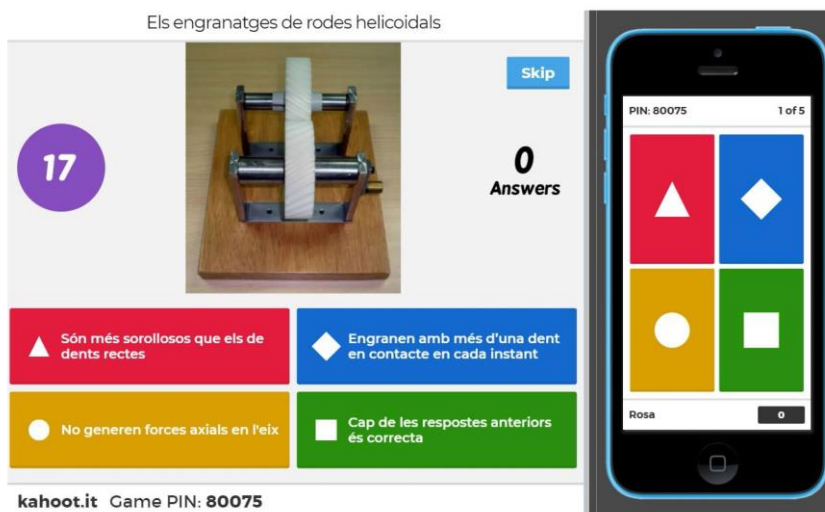 Els engranatges de rodes helicoidals
Skip
17
0
Answers
Són més sorollosos que els de
dents rectes
Engranen amb més d'una dent
en contacte en cada instant
No generen forces axials en l'eix
Cap de les respostes anteriors
és correcta
kahoot.it Game PIN: 80075
PIN: 80075 1 of 5
Rosa 0